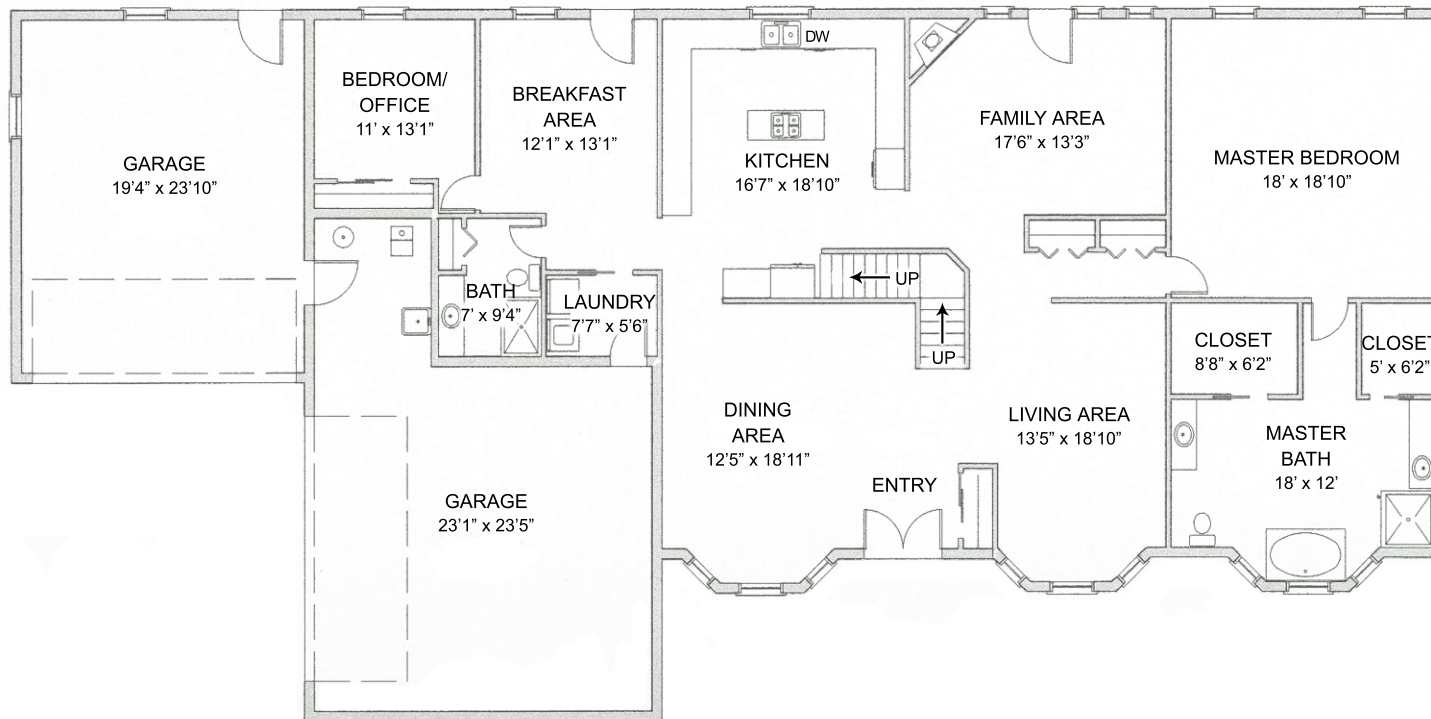 GARAGE
19'4” x 23'10”
BEDROOM/
OFFICE
11' x 13'1”
BREAKFAST
AREA
12'1” x 13'1”
DW
KITCHEN
16'7” x 18'10”
FAMILY AREA
17'6” x 13'3”
MASTER BEDROOM
18' x 18'10”
BATH
7' x 9'4”
LAUNDRY
7'7” x 5'6”
UP
UP
CLOSET
8'8” x 6'2”
CLOSET
5' x 6'2”
DINING
AREA
12'5” x 18'11”
LIVING AREA
13'5” x 18'10”
MASTER
BATH
18' x 12'
ENTRY
GARAGE
23'1” x 23'5”